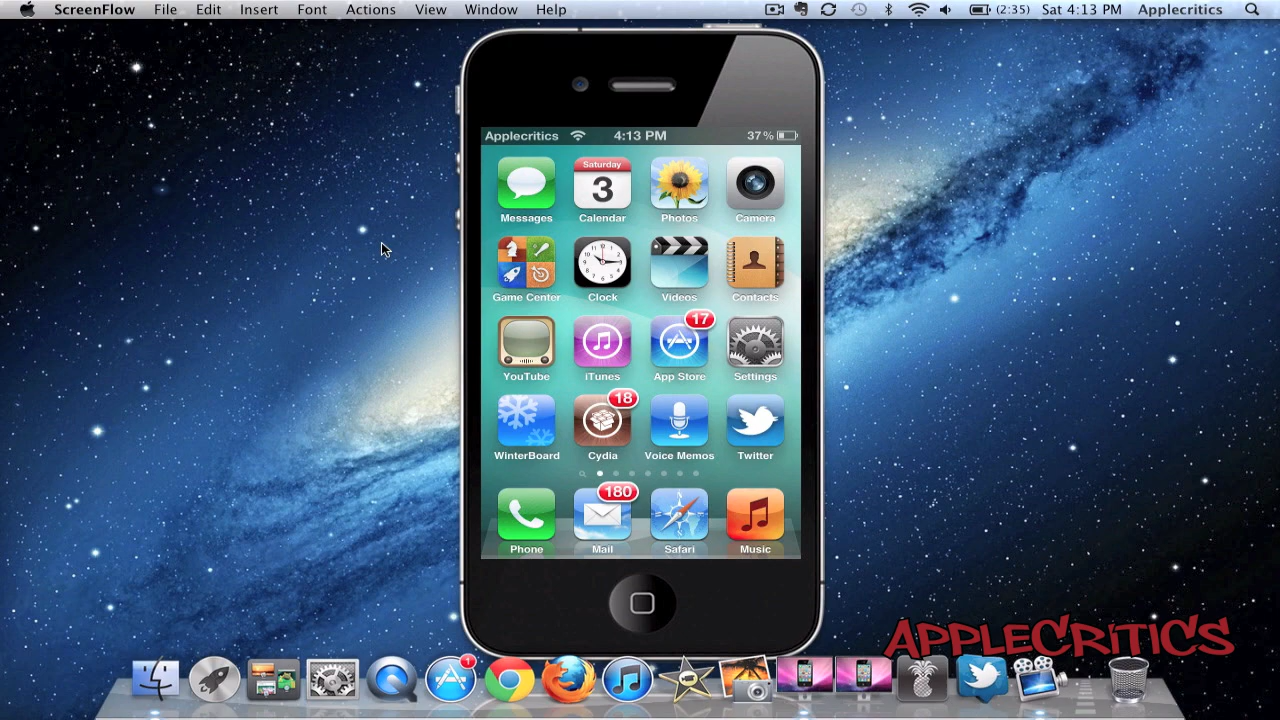 ScreenFlow File Edit Insert Font Actions View Window Help (2:35) Sat 4:13 PM Applecritics
Applecritics 4:13 PM 37%
Saturday
3
Messages Calendar Photos Camera
Game Center Clock Videos Contacts
17
YouTube iTunes App Store Settings
18
WinterBoard Cydia Voice Memos Twitter
180
Phone Mail Safari Music
APPLECRITICS
1